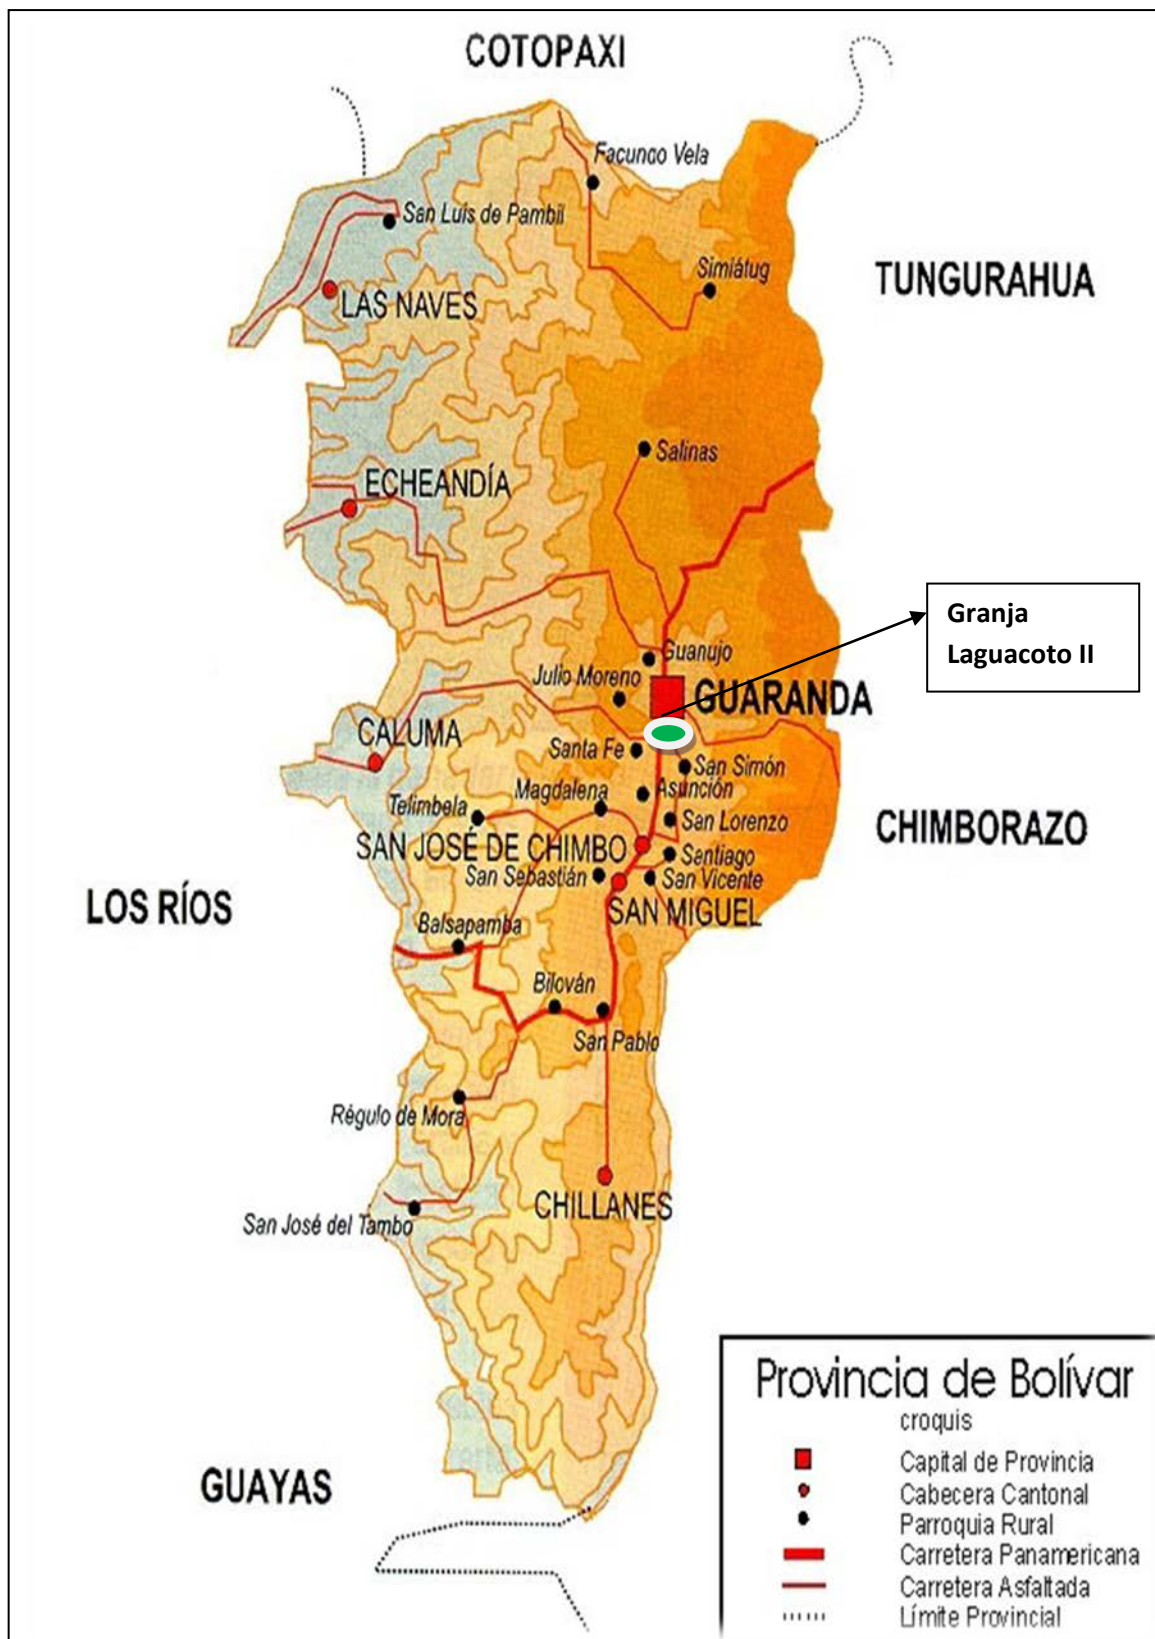 COTOPAXI
Facunoo Vela
San Luis de Pambil
Simiátug
TUNGURAHUA
LAS NAVES
Salinas
ECHEANDÍA
Granja
Laguacoto II
Guanujo
Julio Moreno
GUARANDA
CALUMA
Santa Fe
San Simón
Magdalena
Asunción
Telimbela
San Lorenzo
CHIMBORAZO
SAN JOSÉ DE CHIMBO
Santiago
San Sebastián
San Vicente
LOS RÍOS
SAN MIGUEL
Balsapamba
Bilován
San Pablo
Régulo de Mora
CHILLANES
San José del Tambo
GUAYAS
Provincia de Bolívar
croquis
Capital de Provincia
Cabecera Cantonal
Parroquia Rural
Carretera Panamericana
Carretera Asfaltada
Límite Provincial